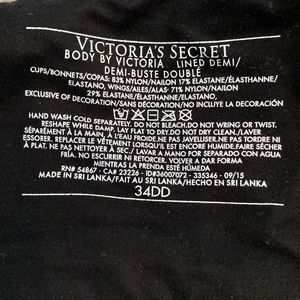 VICTORIA'S SECRET
BODY BY VICTORIA LINED DEMI/
DEMI-BUSTE DOUBLÉ
CUPS/BONNETS/COPAS: 83% NYLON/NAILON 17% ELASTANE/ÉLASTHANNE/
ELASTANO, WINGS/AILES/ALAS: 71% NYLON/NAILON
29% ELASTANE/ÉLASTHANNE/ELASTANO
EXCLUSIVE OF DECORATION/SANS DÉCORATION/NO INCLUYE LA DECORACIÓN
HAND WASH COLD SEPARATELY. DO NOT BLEACH.DO NOT WRING OR TWIST.
RESHAPE WHILE DAMP. LAY FLAT TO DRY.DO NOT DRY CLEAN./LAVER
SÉPARÉMENT À LA MAIN, À L'EAU FROIDE.NE PAS JAVELLISER.NE PAS TORDRE NI
ESSORER. REPLACER LE VÊTEMENT LORSQU'IL EST ENCORE HUMIDE.FAIRE SÉCHER
À PLAT. NE PAS NETTOYER À SEC./ LAVAR A MANO POR SEPARADO EN AGUA FRÍA. NO
BLANQUEAR. NO ESCURRIR NI RETORCER. VOLVER A DAR FORMA
MIENTRAS LA PRENDA ESTÉ HÚMEDA
RN# 54867 - CA# 23226 - ID#36007072 - 335346 - 09/15
MADE IN SRI LANKA/FAIT AU SRI LANKA/HECHO EN SRI LANKA
34DD